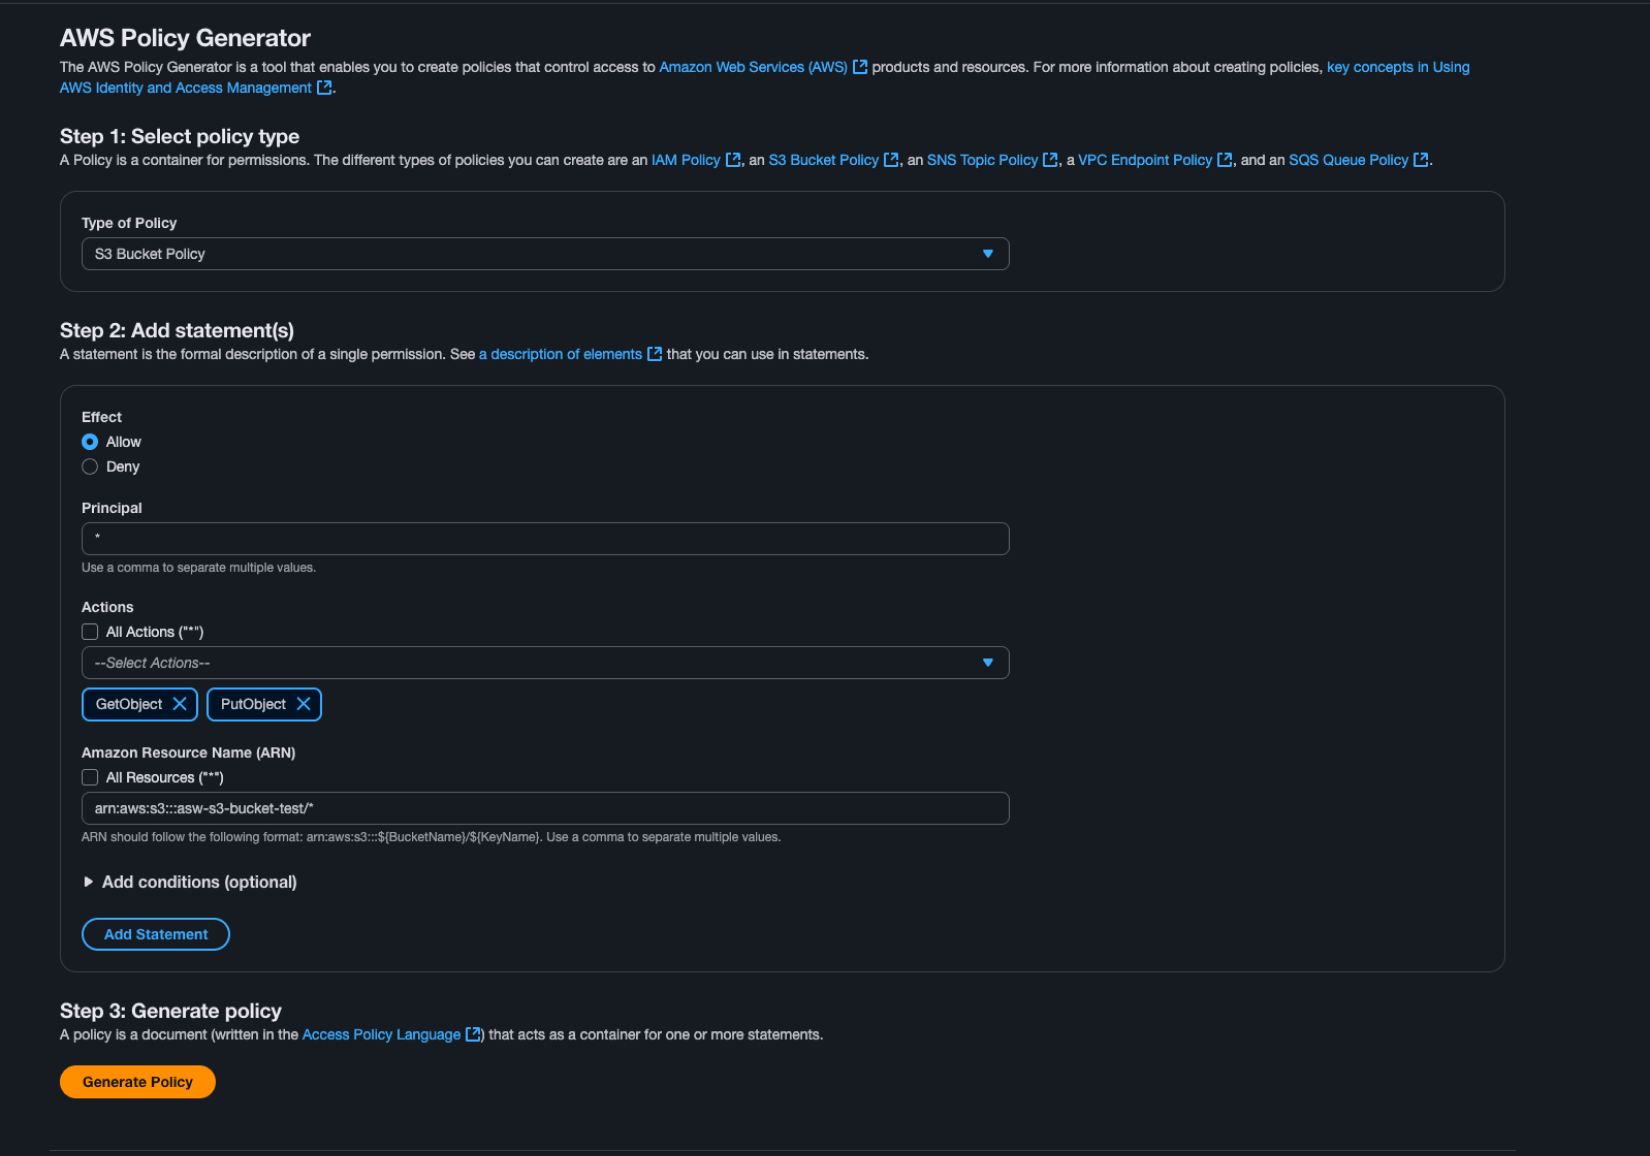 AWS Policy Generator
The AWS Policy Generator is a tool that enables you to create policies that control access to Amazon Web Services (AWS) products and resources. For more information about creating policies, key concepts in Using
AWS Identity and Access Management.
Step 1: Select policy type
A Policy is a container for permissions. The different types of policies you can create are an IAM Policy, an S3 Bucket Policy, an SNS Topic Policy, a VPC Endpoint Policy, and an SQS Queue Policy.
Type of Policy
S3 Bucket Policy
Step 2: Add statement(s)
A statement is the formal description of a single permission. See a description of elements that you can use in statements.
Effect
Allow
Deny
Principal
*
Use a comma to separate multiple values.
Actions
All Actions ("*")
--Select Actions--
GetObject PutObject
Amazon Resource Name (ARN)
All Resources ("*")
arn:aws:s3:::asw-s3-bucket-test/*
ARN should follow the following format: arn:aws:s3:::${BucketName}/${KeyName}. Use a comma to separate multiple values.
Add conditions (optional)
Add Statement
Step 3: Generate policy
A policy is a document (written in the Access Policy Language) that acts as a container for one or more statements.
Generate Policy